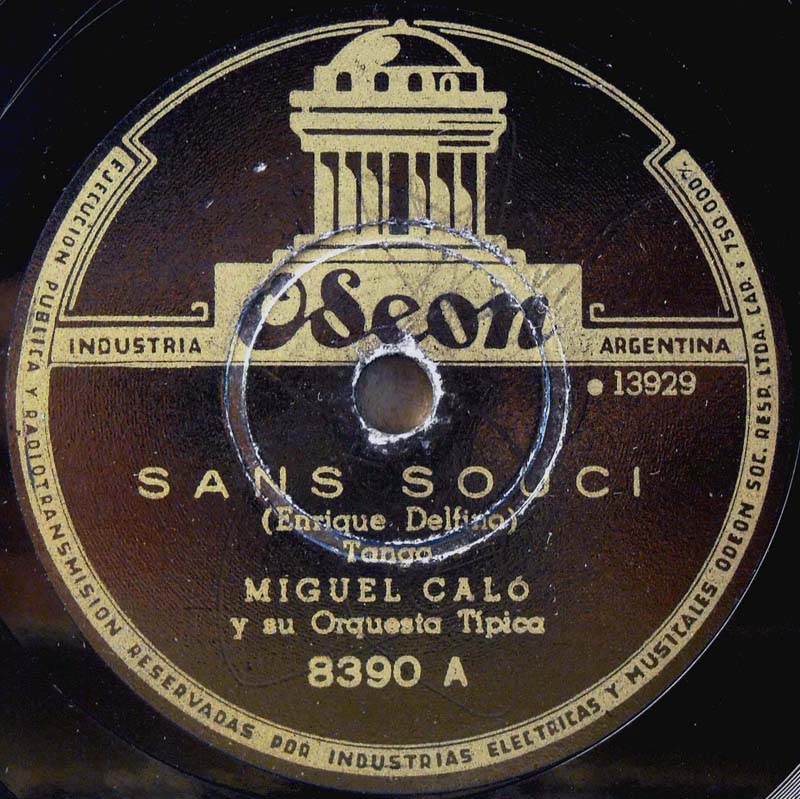 Odeon
INDUSTRIA ARGENTINA
● 13929
SANS SOUCI
(Enrique Delfino)
Tango
MIGUEL CALÓ
y su Orquesta Típica
8390 A
EJECUCION PUBLICA Y RADIOTRANSMISION RESERVADAS POR INDUSTRIAS ELECTRICAS Y MUSICALES ODEON SOC. RESP. LTDA. CAP. $ 750.000 m/n